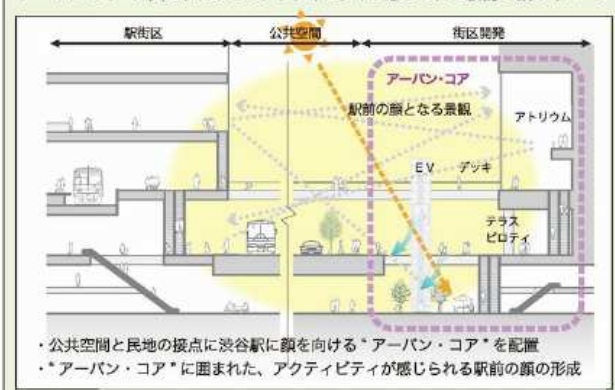 駅街区 公共空間 街区開発
アーバン・コア
駅前の顔となる景観
アトリウム
EV デッキ
テラス
ピロティ
・公共空間と民地の接点に渋谷駅に顔を向ける“アーバン・コア”を配置
・“アーバン・コア”に囲まれた、アクティビティが感じられる駅前の顔の形成